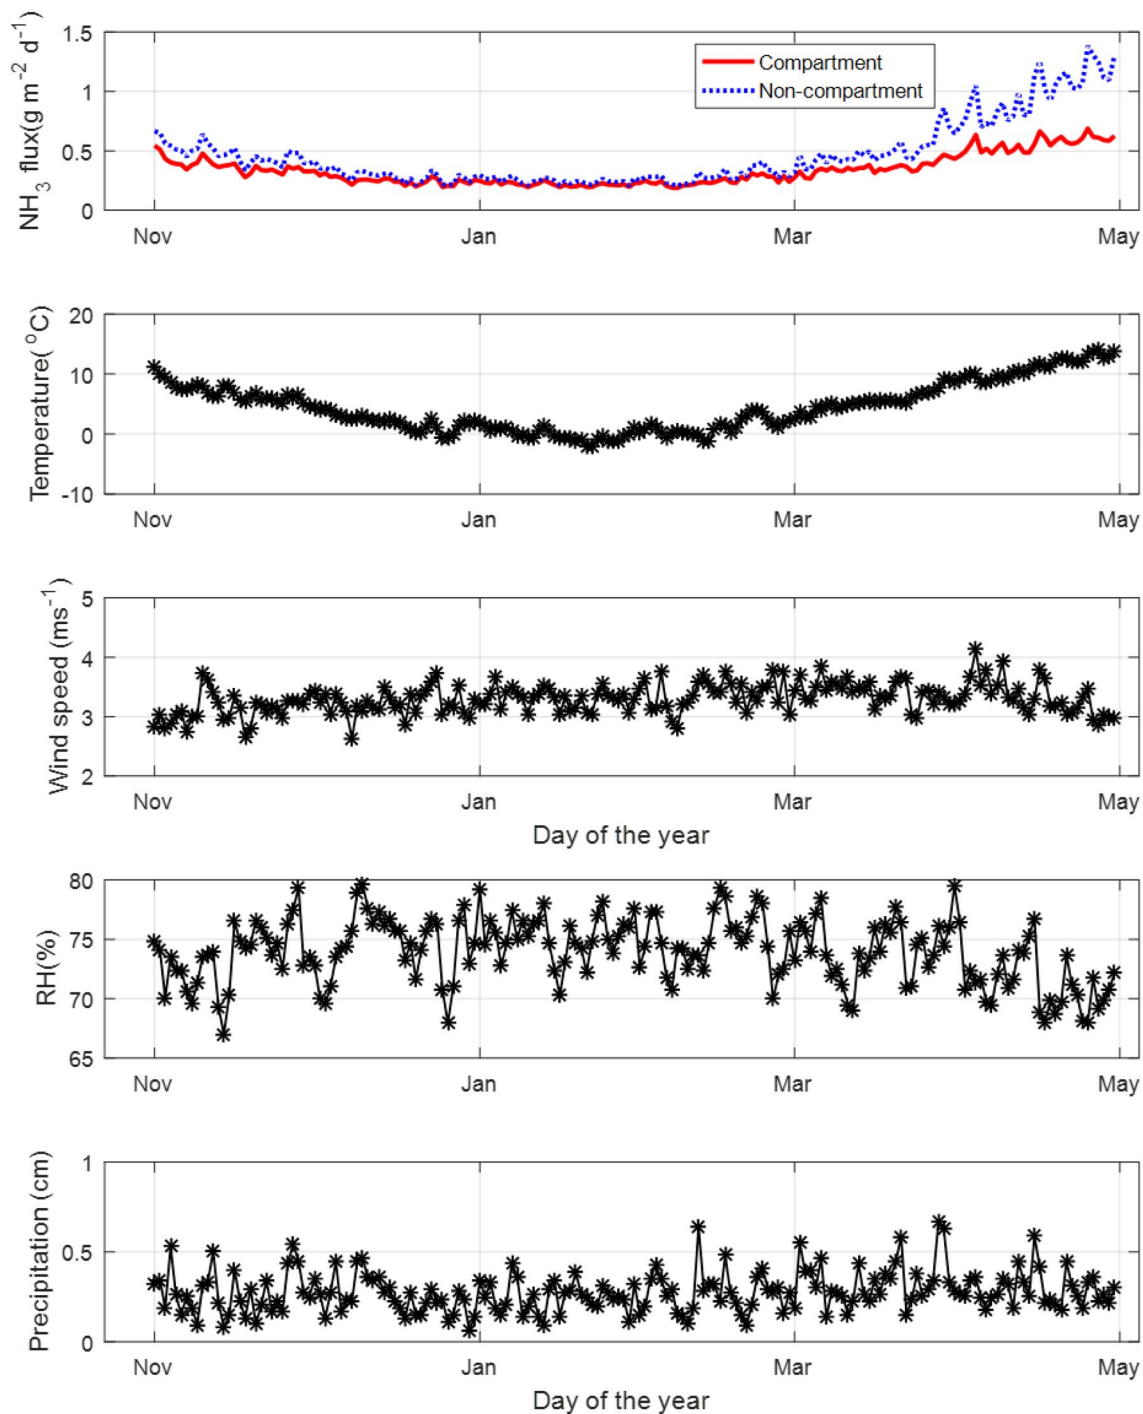 NH₃ flux(g m⁻² d⁻¹)
1.5
1
0.5
0
Compartment
Non-compartment
Nov Jan Mar May
Temperature(°C)
20
10
0
-10
Nov Jan Mar May
Wind speed (ms⁻¹)
5
4
3
2
Nov Jan Mar May
Day of the year
RH(%)
80
75
70
65
Nov Jan Mar May
Precipitation (cm)
1
0.5
0
Nov Jan Mar May
Day of the year